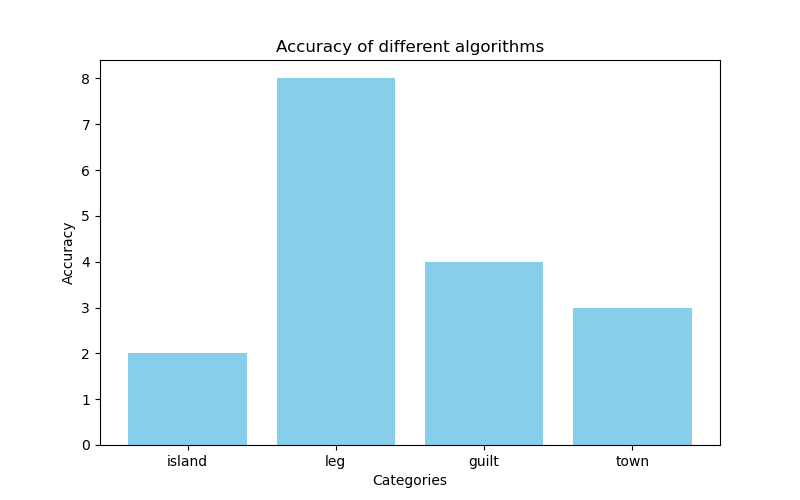 Accuracy of different algorithms
8
7
6
5
4
3
2
1
0
Accuracy
island leg guilt town
Categories